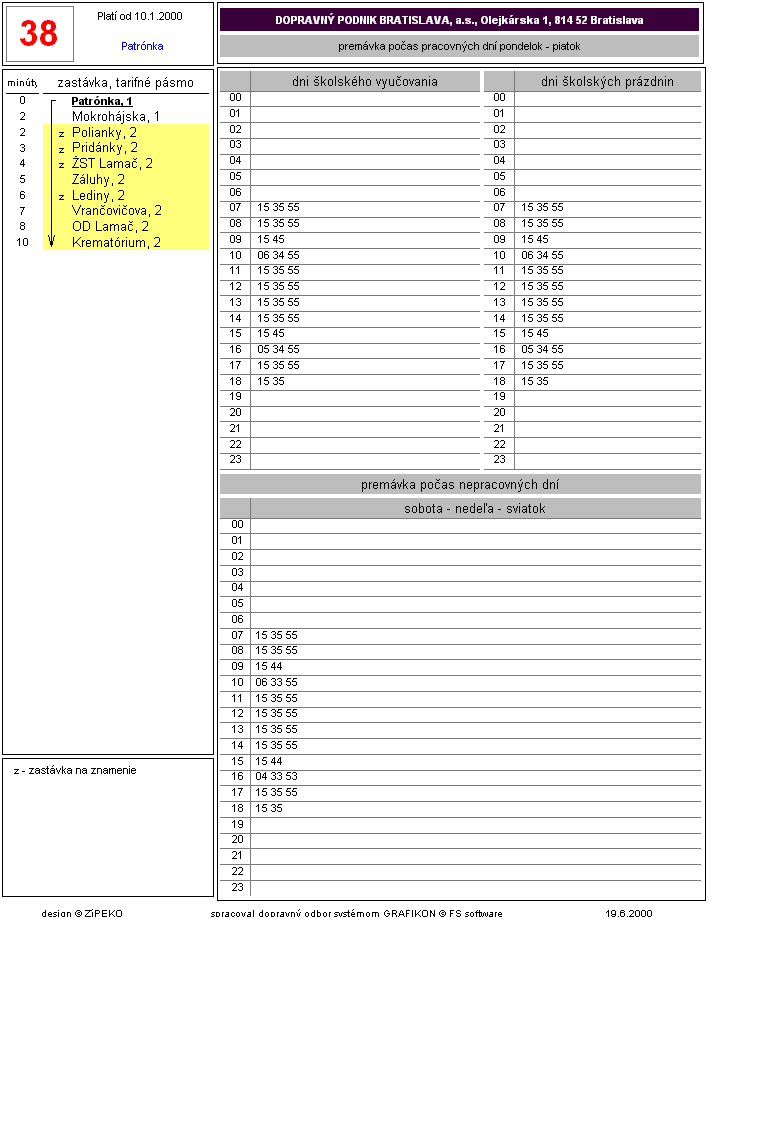 38
Platí od 10.1.2000
Patrónka
DOPRAVNÝ PODNIK BRATISLAVA, a.s., Olejkárska 1, 814 52 Bratislava
premávka počas pracovných dní pondelok - piatok
minúty zastávka, tarifné pásmo
0 Patrónka, 1
2 Mokrohájska, 1
2 z Polianky, 2
3 z Pridánky, 2
4 z ŽST Lamač, 2
5 Záluhy, 2
6 z Lediny, 2
7 Vrančovičova, 2
8 OD Lamač, 2
10 Krematórium, 2
z - zastávka na znamenie
dni školského vyučovania
00
01
02
03
04
05
06
07 15 35 55
08 15 35 55
09 15 45
10 06 34 55
11 15 35 55
12 15 35 55
13 15 35 55
14 15 35 55
15 15 45
16 05 34 55
17 15 35 55
18 15 35
19
20
21
22
23
dni školských prázdnin
00
01
02
03
04
05
06
07 15 35 55
08 15 35 55
09 15 45
10 06 34 55
11 15 35 55
12 15 35 55
13 15 35 55
14 15 35 55
15 15 45
16 05 34 55
17 15 35 55
18 15 35
19
20
21
22
23
premávka počas nepracovných dní
sobota - nedeľa - sviatok
00
01
02
03
04
05
06
07 15 35 55
08 15 35 55
09 15 44
10 06 33 55
11 15 35 55
12 15 35 55
13 15 35 55
14 15 35 55
15 15 44
16 04 33 53
17 15 35 55
18 15 35
19
20
21
22
23
design © ZiPEKO spracoval dopravný odbor systémom GRAFIKON © FS software 19.6.2000